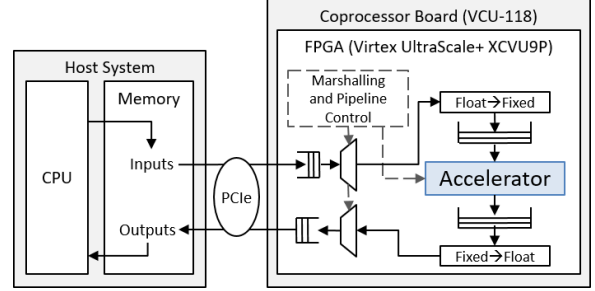 Coprocessor Board (VCU-118)
FPGA (Virtex UltraScale+ XCVU9P)
Host System
Memory
CPU
Inputs
Outputs
PCIe
Marshalling
and Pipeline
Control
Float→Fixed
Accelerator
Fixed→Float